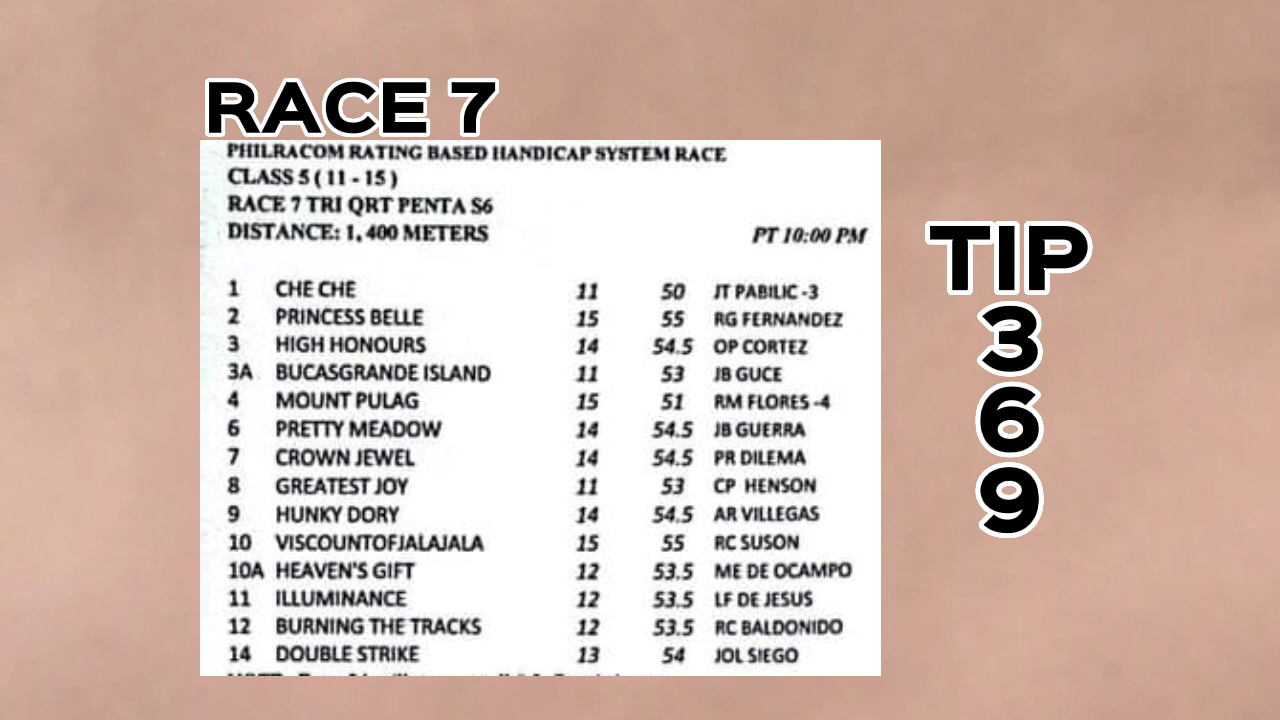 RACE 7
PHILRACOM RATING BASED HANDICAP SYSTEM RACE
CLASS 5 ( 11 - 15 )
RACE 7 TRI QRT PENTA S6
DISTANCE: 1, 400 METERS PT 10:00 PM
1 CHE CHE 11 50 JT PABILIC -3
2 PRINCESS BELLE 15 55 RG FERNANDEZ
3 HIGH HONOURS 14 54.5 OP CORTEZ
3A BUCASGRANDE ISLAND 11 53 JB GUCE
4 MOUNT PULAG 15 51 RM FLORES -4
6 PRETTY MEADOW 14 54.5 JB GUERRA
7 CROWN JEWEL 14 54.5 PR DILEMA
8 GREATEST JOY 11 53 CP HENSON
9 HUNKY DORY 14 54.5 AR VILLEGAS
10 VISCOUNTOFJALAJALA 15 55 RC SUSON
10A HEAVEN'S GIFT 12 53.5 ME DE OCAMPO
11 ILLUMINANCE 12 53.5 LF DE JESUS
12 BURNING THE TRACKS 12 53.5 RC BALDONIDO
14 DOUBLE STRIKE 13 54 JOL SIEGO
TIP
3
6
9